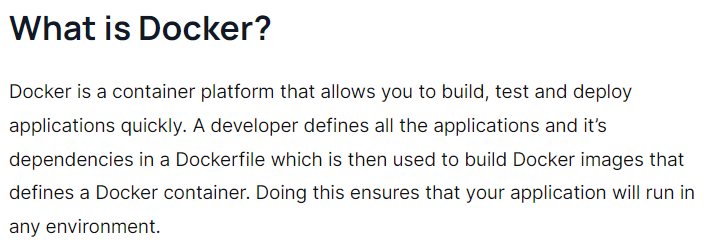 What is Docker?
Docker is a container platform that allows you to build, test and deploy
applications quickly. A developer defines all the applications and it’s
dependencies in a Dockerfile which is then used to build Docker images that
defines a Docker container. Doing this ensures that your application will run in
any environment.